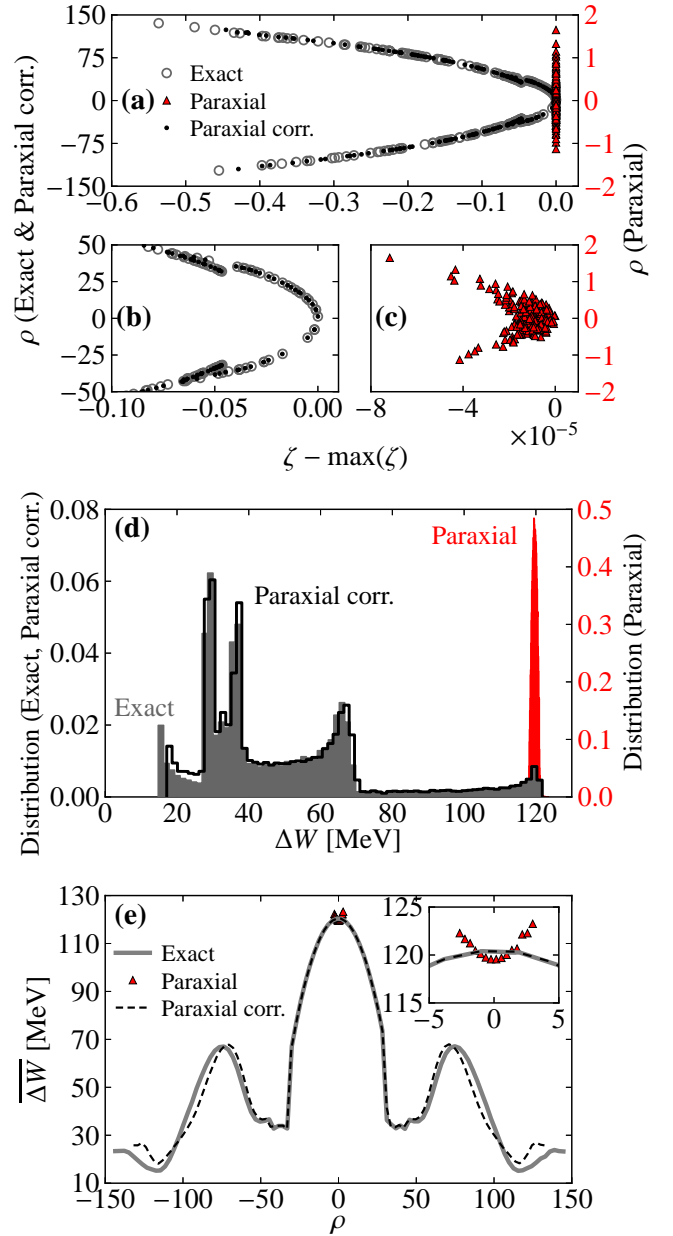 150
75
0
−75
−150
2
1
0
−1
−2
(a)
Exact
Paraxial
Paraxial corr.
−0.6 −0.5 −0.4 −0.3 −0.2 −0.1 0.0
ρ (Exact & Paraxial corr.)
ρ (Paraxial)
50
25
0
−25
−50
(b)
−0.10 −0.05 0.00
(c)
2
1
0
−1
−2
−8 −4 0
×10⁻⁵
ζ − max(ζ)
Distribution (Exact, Paraxial corr.)
0.08
0.06
0.04
0.02
0.00
(d)
Paraxial
Paraxial corr.
Exact
0.5
0.4
0.3
0.2
0.1
0.0
Distribution (Paraxial)
0 20 40 60 80 100 120
ΔW [MeV]
130
110
90
70
50
30
10
(e)
Exact
Paraxial
Paraxial corr.
125
120
115
−5 0 5
ΔW [MeV]
−150 −100 −50 0 50 100 150
ρ